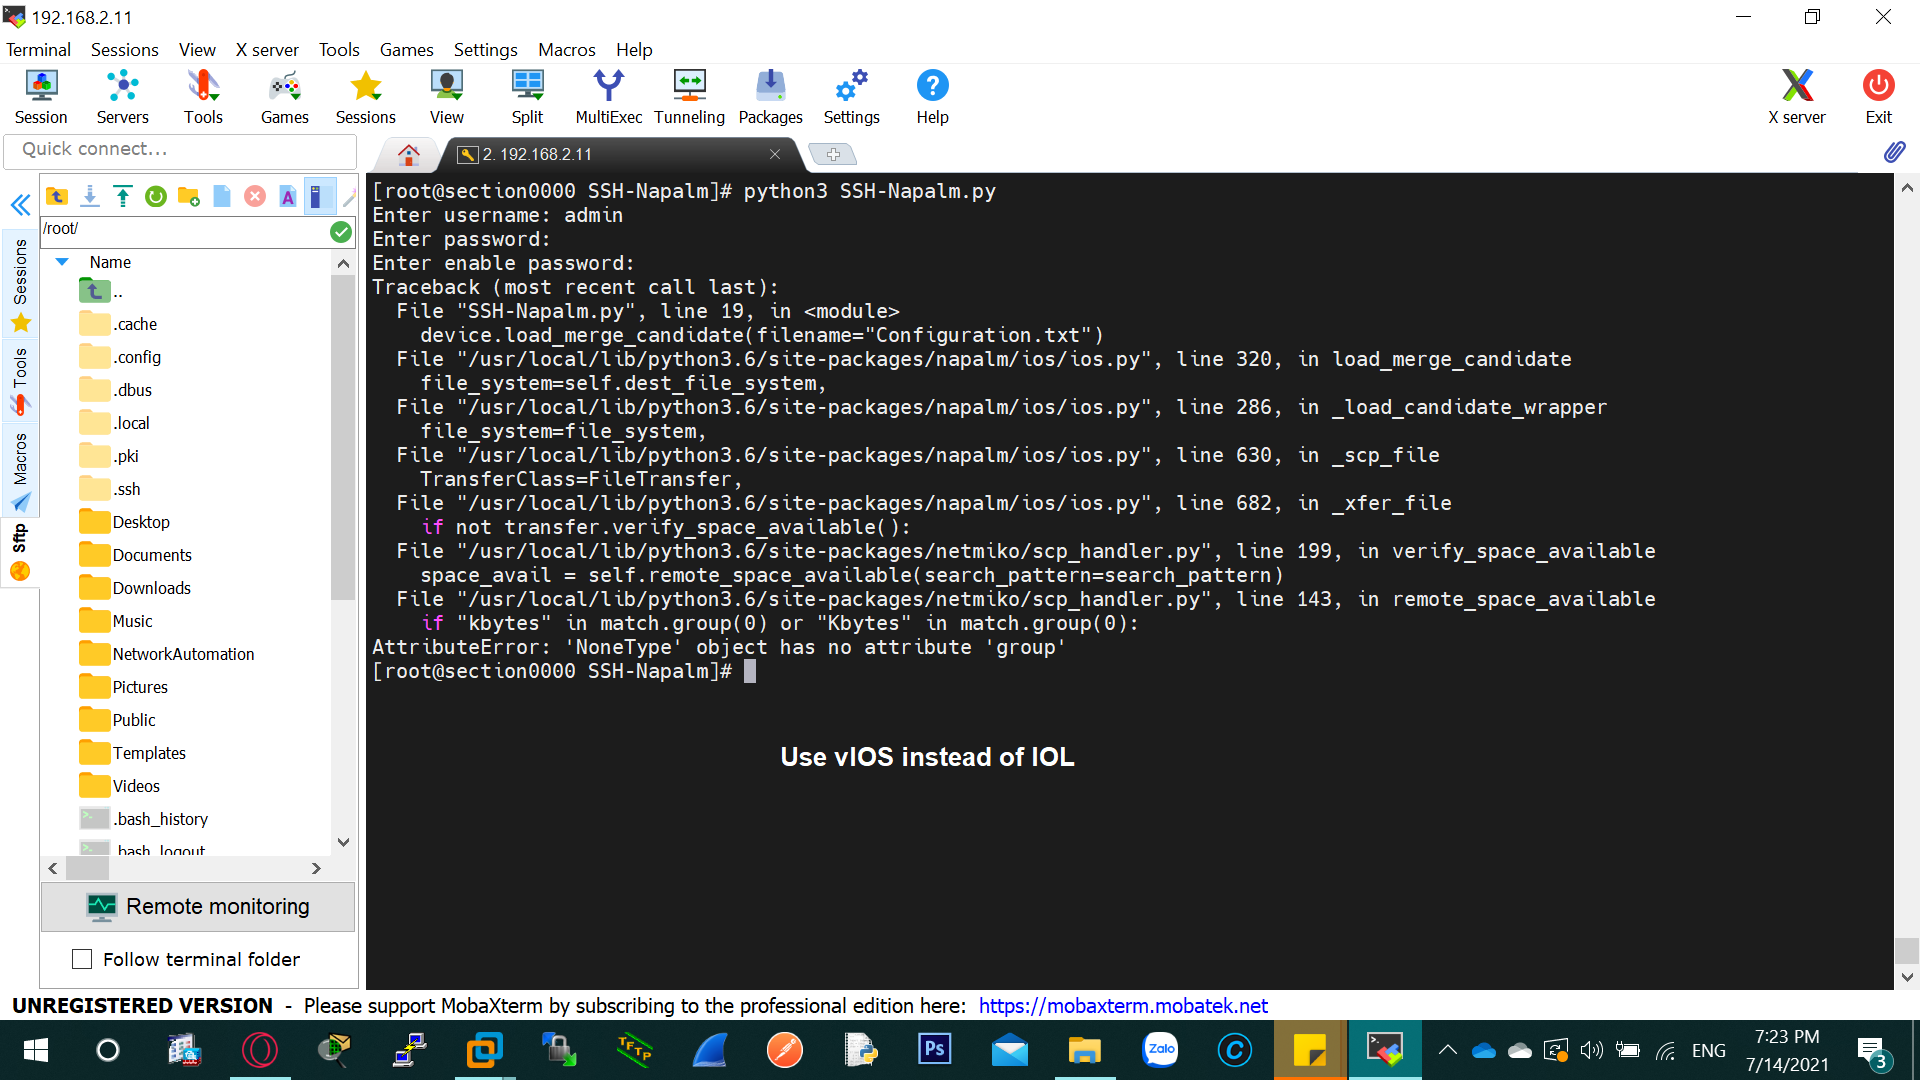 192.168.2.11
Terminal Sessions View X server Tools Games Settings Macros Help
Session Servers Tools Games Sessions View Split MultiExec Tunneling Packages Settings Help X server Exit
Quick connect...
2. 192.168.2.11
/root/
Name
..
.cache
.config
.dbus
.local
.pki
.ssh
Desktop
Documents
Downloads
Music
NetworkAutomation
Pictures
Public
Templates
Videos
.bash_history
.bash_logout
Sessions
Tools
Macros
Sftp
Remote monitoring
Follow terminal folder
[root@section0000 SSH-Napalm]# python3 SSH-Napalm.py
Enter username: admin
Enter password:
Enter enable password:
Traceback (most recent call last):
  File "SSH-Napalm.py", line 19, in <module>
    device.load_merge_candidate(filename="Configuration.txt")
  File "/usr/local/lib/python3.6/site-packages/napalm/ios/ios.py", line 320, in load_merge_candidate
    file_system=self.dest_file_system,
  File "/usr/local/lib/python3.6/site-packages/napalm/ios/ios.py", line 286, in _load_candidate_wrapper
    file_system=file_system,
  File "/usr/local/lib/python3.6/site-packages/napalm/ios/ios.py", line 630, in _scp_file
    TransferClass=FileTransfer,
  File "/usr/local/lib/python3.6/site-packages/napalm/ios/ios.py", line 682, in _xfer_file
    if not transfer.verify_space_available():
  File "/usr/local/lib/python3.6/site-packages/netmiko/scp_handler.py", line 199, in verify_space_available
    space_avail = self.remote_space_available(search_pattern=search_pattern)
  File "/usr/local/lib/python3.6/site-packages/netmiko/scp_handler.py", line 143, in remote_space_available
    if "kbytes" in match.group(0) or "Kbytes" in match.group(0):
AttributeError: 'NoneType' object has no attribute 'group'
[root@section0000 SSH-Napalm]#
Use vIOS instead of IOL
UNREGISTERED VERSION - Please support MobaXterm by subscribing to the professional edition here: https://mobaxterm.mobatek.net
TFTP
Ps
Zalo
ENG
7:23 PM
7/14/2021
3